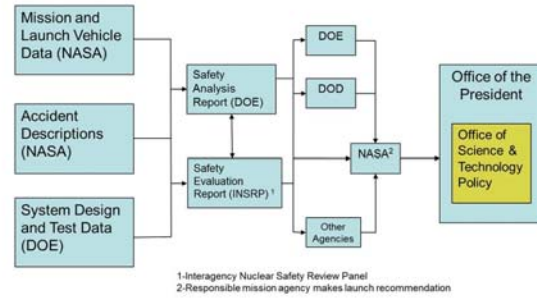 Mission and
Launch Vehicle
Data (NASA)
Accident
Descriptions
(NASA)
System Design
and Test Data
(DOE)
Safety
Analysis
Report (DOE)
Safety
Evaluation
Report (INSRP) 1
DOE
DOD
NASA2
Other
Agencies
Office of the
President
Office of
Science &
Technology
Policy
1-Interagency Nuclear Safety Review Panel
2-Responsible mission agency makes launch recommendation